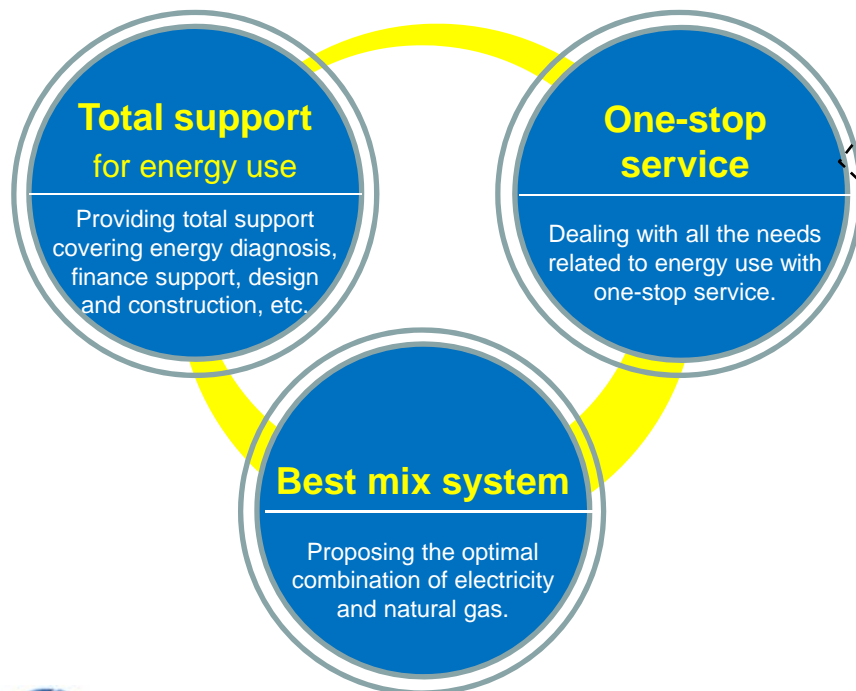 Total support
for energy use
Providing total support
covering energy diagnosis,
finance support, design
and construction, etc.
One-stop
service
Dealing with all the needs
related to energy use with
one-stop service.
Best mix system
Proposing the optimal
combination of electricity
and natural gas.